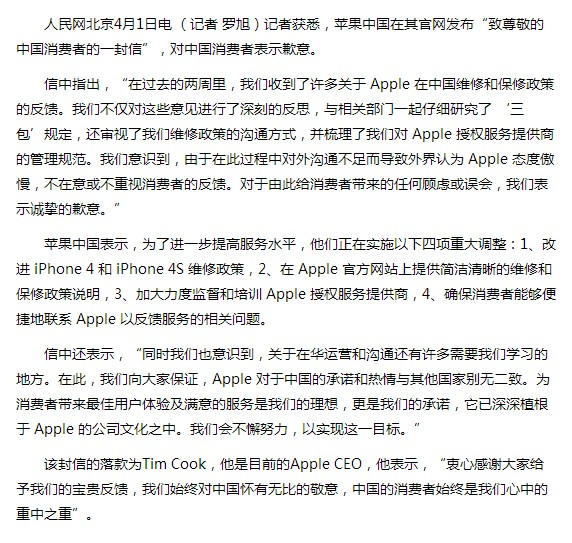 人民网北京4月1日电 （记者 罗旭）记者获悉，苹果中国在其官网发布“致尊敬的
中国消费者的一封信”，对中国消费者表示歉意。
信中指出，“在过去的两周里，我们收到了许多关于 Apple 在中国维修和保修政策
的反馈。我们不仅对这些意见进行了深刻的反思，与相关部门一起仔细研究了‘三
包’规定，还审视了我们维修政策的沟通方式，并梳理了我们对 Apple 授权服务提供商
的管理规范。我们意识到，由于在此过程中对外沟通不足而导致外界认为 Apple 态度傲
慢，不在意或不重视消费者的反馈。对于由此给消费者带来的任何顾虑或误会，我们表
示诚挚的歉意。”
苹果中国表示，为了进一步提高服务水平，他们正在实施以下四项重大调整：1、改
进 iPhone 4 和 iPhone 4S 维修政策，2、在 Apple 官方网站上提供简洁清晰的维修和
保修政策说明，3、加大力度监督和培训 Apple 授权服务提供商，4、确保消费者能够便
捷地联系 Apple 以反馈服务的相关问题。
信中还表示，“同时我们也意识到，关于在华运营和沟通还有许多需要我们学习的
地方。在此，我们向大家保证，Apple 对于中国的承诺和热情与其他国家别无二致。为
消费者带来最佳用户体验及满意的服务是我们的理想，更是我们的承诺，它已深深植根
于 Apple 的公司文化之中。我们会不懈努力，以实现这一目标。”
该封信的落款为Tim Cook，他是目前的Apple CEO，他表示，“衷心感谢大家给
予我们的宝贵反馈，我们始终对中国怀有无比的敬意，中国的消费者始终是我们心中的
重中之重”。